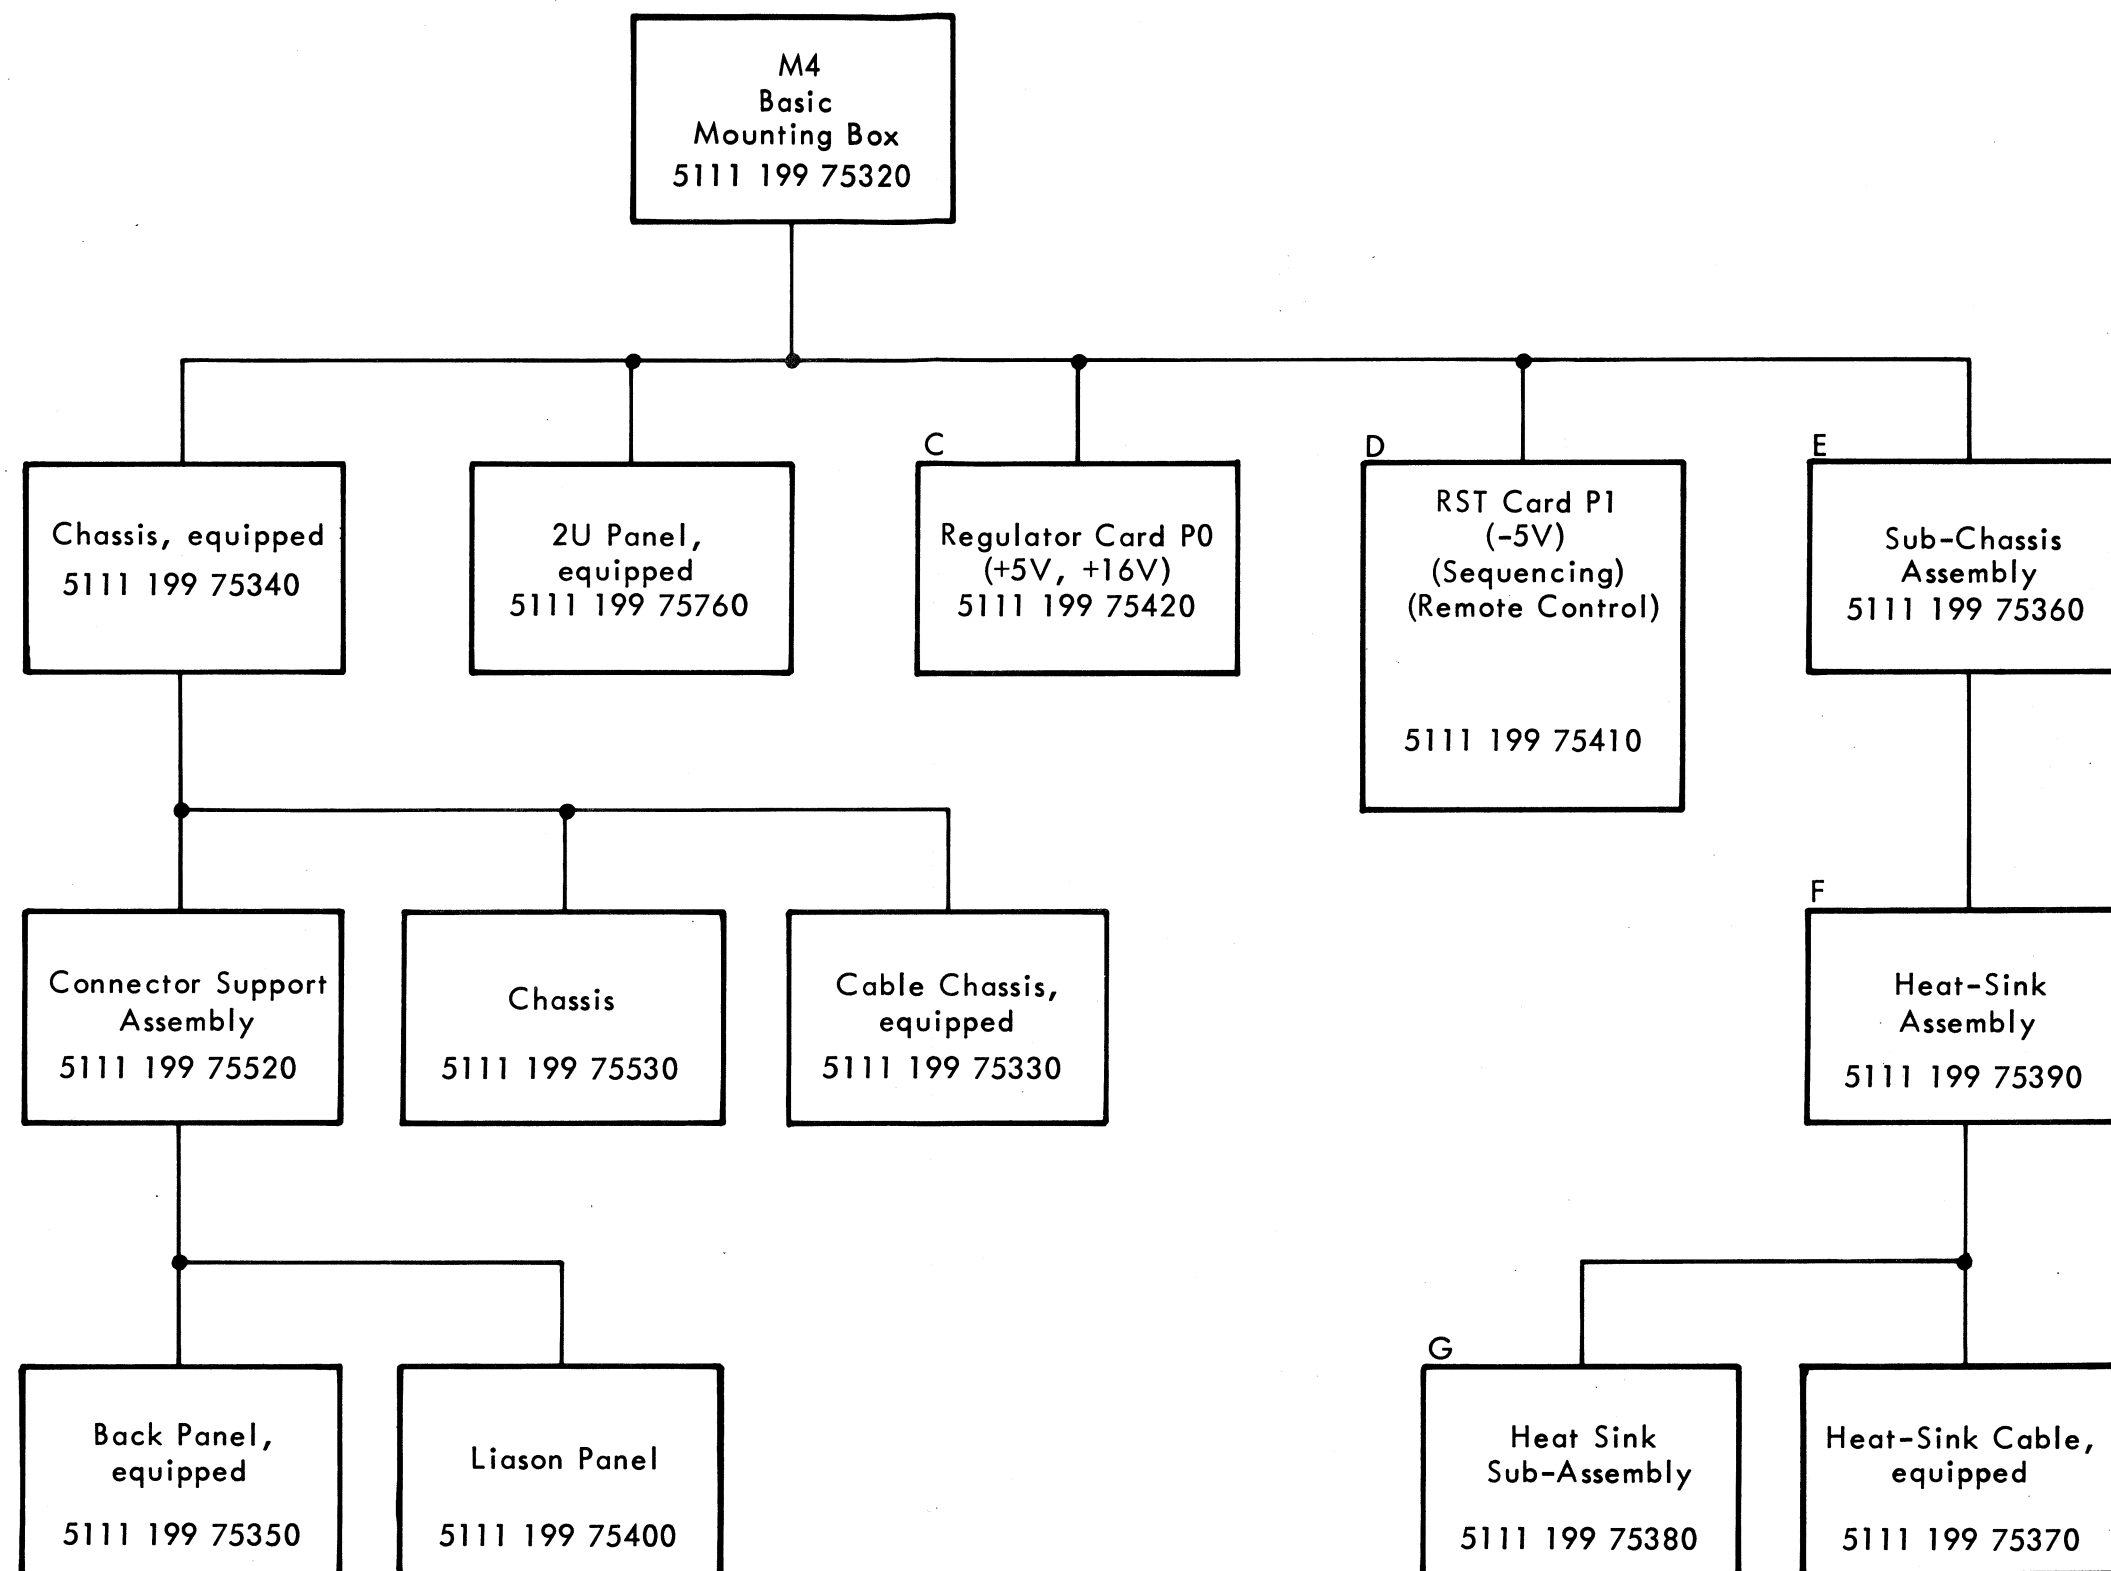 M4
Basic
Mounting Box
5111 199 75320
Chassis, equipped
5111 199 75340
2U Panel,
equipped
5111 199 75760
C
Regulator Card P0
(+5V, +16V)
5111 199 75420
D
RST Card P1
(-5V)
(Sequencing)
(Remote Control)
5111 199 75410
E
Sub-Chassis
Assembly
5111 199 75360
Connector Support
Assembly
5111 199 75520
Chassis
5111 199 75530
Cable Chassis,
equipped
5111 199 75330
F
Heat-Sink
Assembly
5111 199 75390
Back Panel,
equipped
5111 199 75350
Liason Panel
5111 199 75400
G
Heat Sink
Sub-Assembly
5111 199 75380
Heat-Sink Cable,
equipped
5111 199 75370